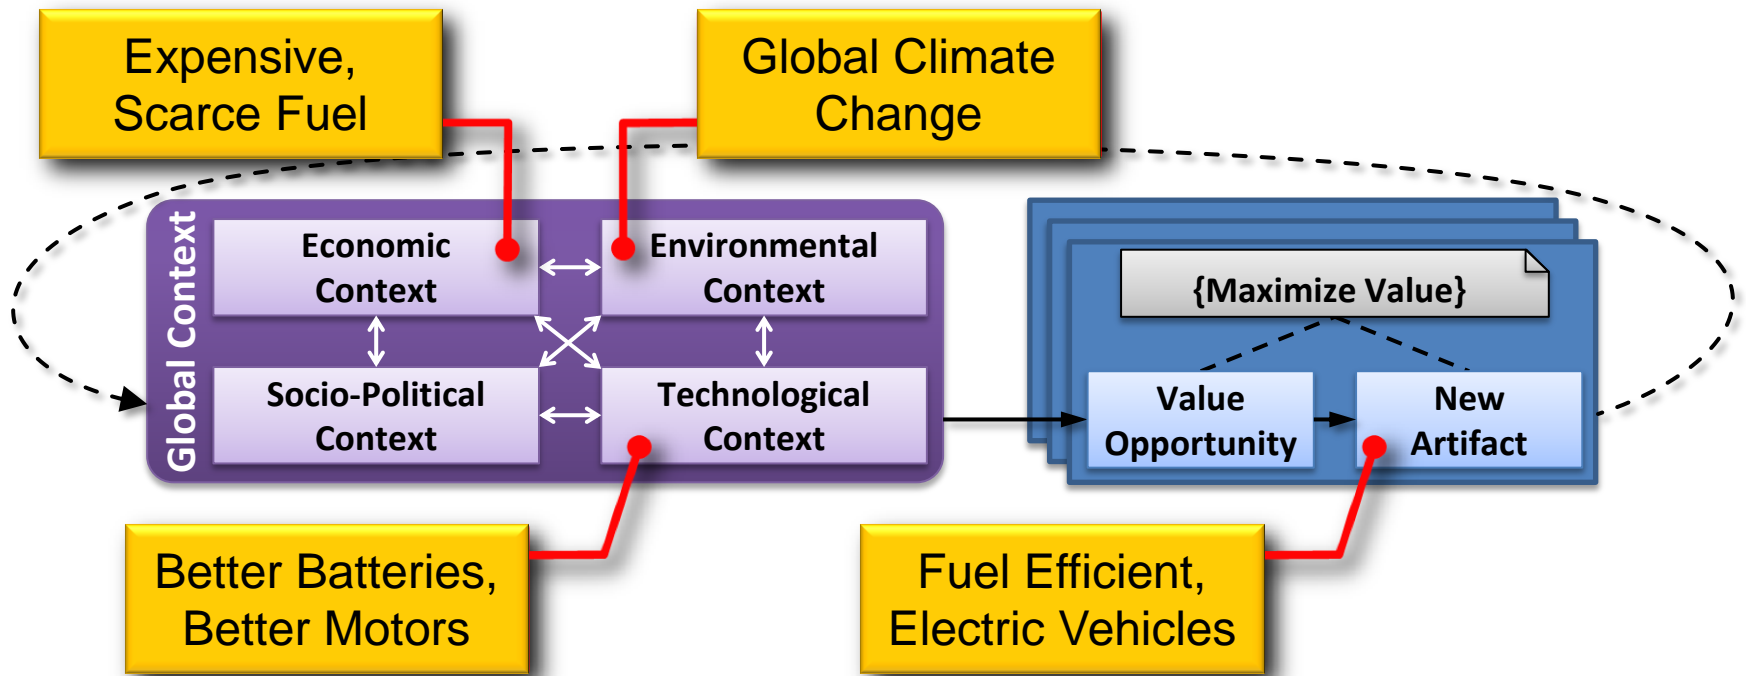 Expensive,
Scarce Fuel
Global Climate
Change
Global Context
Economic
Context
Environmental
Context
Socio-Political
Context
Technological
Context
{Maximize Value}
Value
Opportunity
New
Artifact
Better Batteries,
Better Motors
Fuel Efficient,
Electric Vehicles